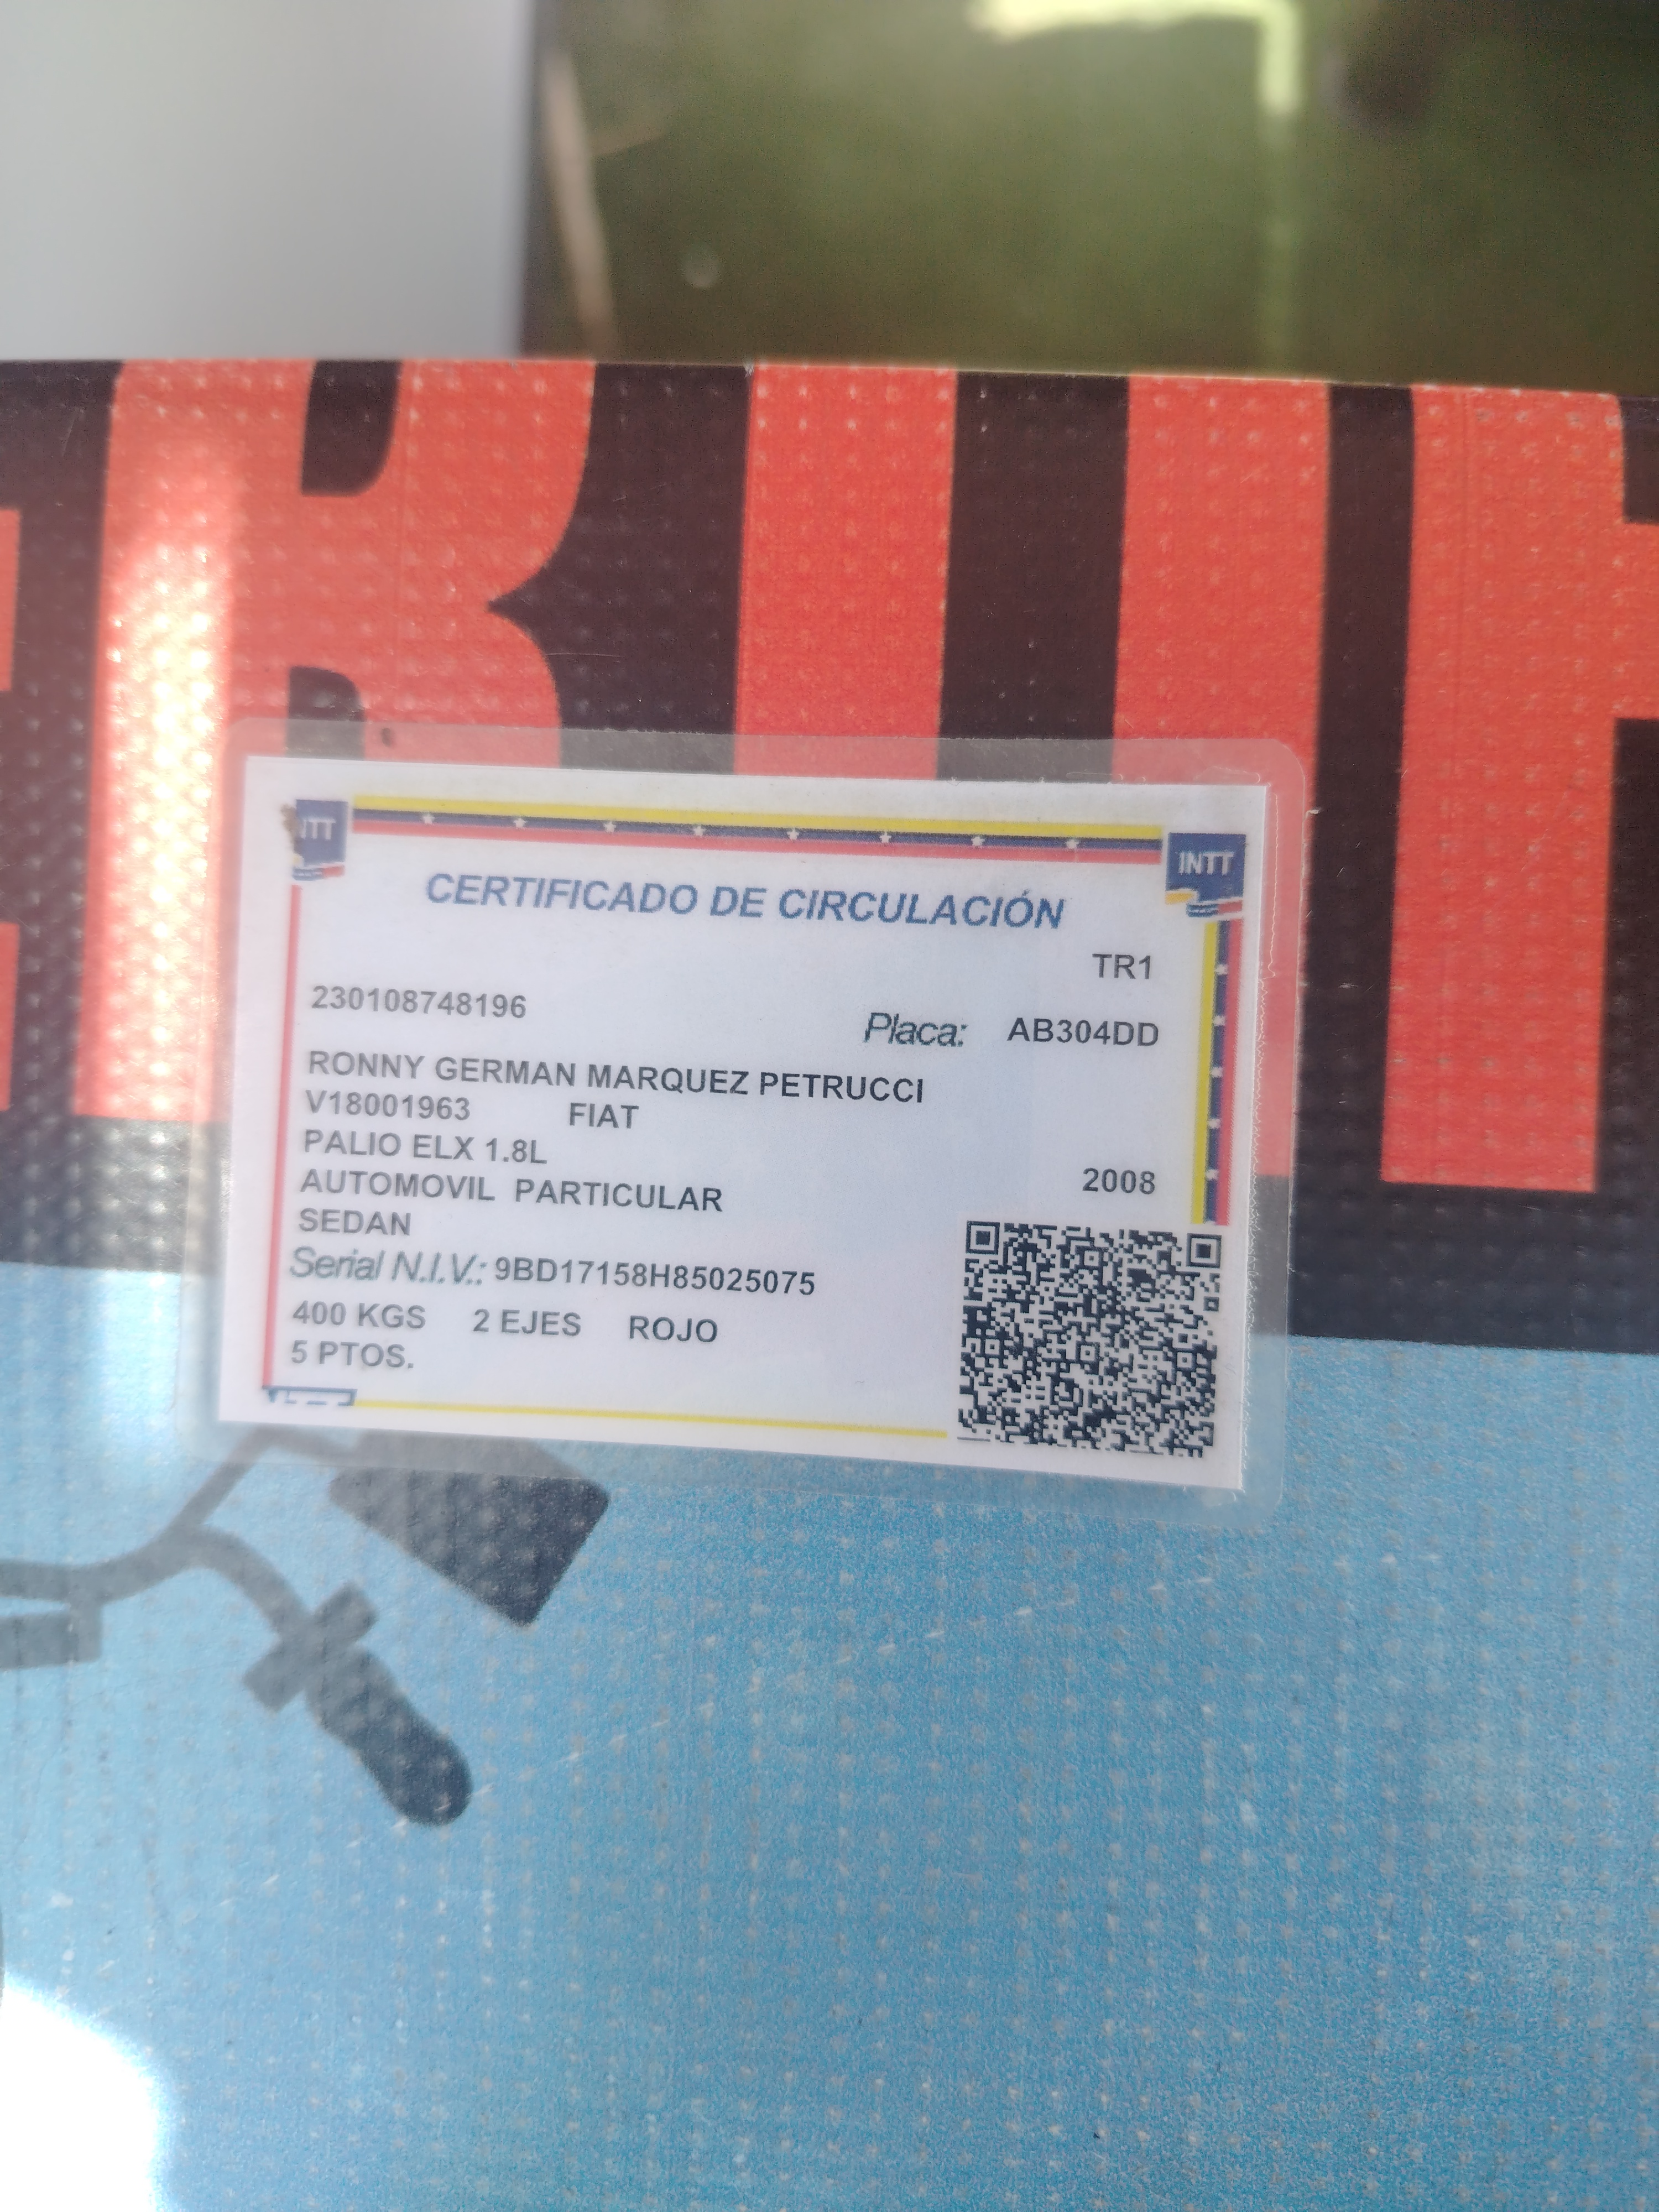 INTT
CERTIFICADO DE CIRCULACIÓN
TR1
230108748196
Placa: AB304DD
RONNY GERMAN MARQUEZ PETRUCCI
V18001963 FIAT
PALIO ELX 1.8L
AUTOMOVIL PARTICULAR 2008
SEDAN
Serial N.I.V.: 9BD17158H85025075
400 KGS 2 EJES ROJO
5 PTOS.